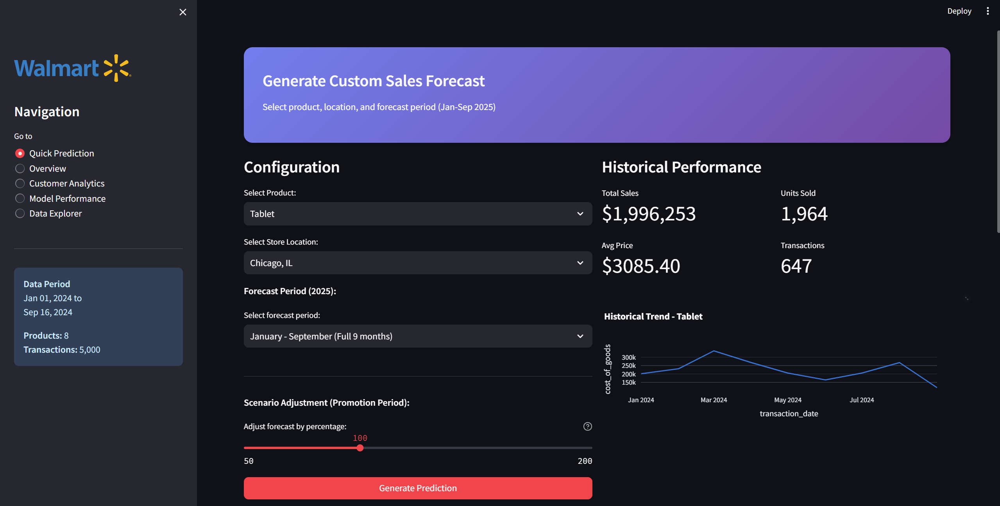 Deploy
Walmart
Navigation
Go to
Quick Prediction
Overview
Customer Analytics
Model Performance
Data Explorer
Data Period
Jan 01, 2024 to
Sep 16, 2024
Products: 8
Transactions: 5,000
Generate Custom Sales Forecast
Select product, location, and forecast period (Jan-Sep 2025)
Configuration
Select Product:
Tablet
Select Store Location:
Chicago, IL
Forecast Period (2025):
Select forecast period:
January - September (Full 9 months)
Scenario Adjustment (Promotion Period):
Adjust forecast by percentage:
100
50
200
Generate Prediction
Historical Performance
Total Sales
$1,996,253
Units Sold
1,964
Avg Price
$3085.40
Transactions
647
Historical Trend - Tablet
cost_of_goods
300k
250k
200k
150k
Jan 2024
Mar 2024
May 2024
Jul 2024
transaction_date